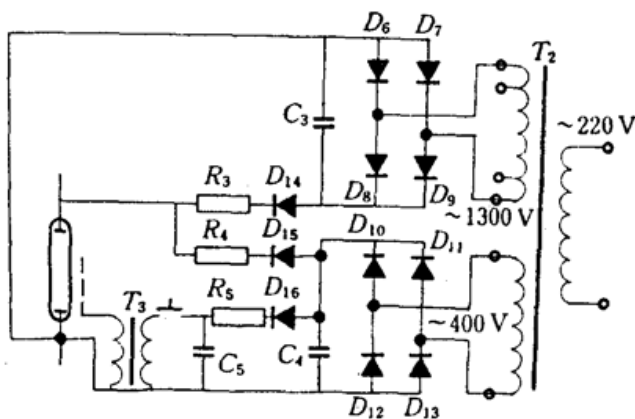 D₆ D₇
T₂
C₃
~220 V
R₃ D₁₄
D₈ D₉
~1300 V
R₄ D₁₅ D₁₀ D₁₁
T₃ R₅ D₁₆
~400 V
C₅ C₄
D₁₂ D₁₃